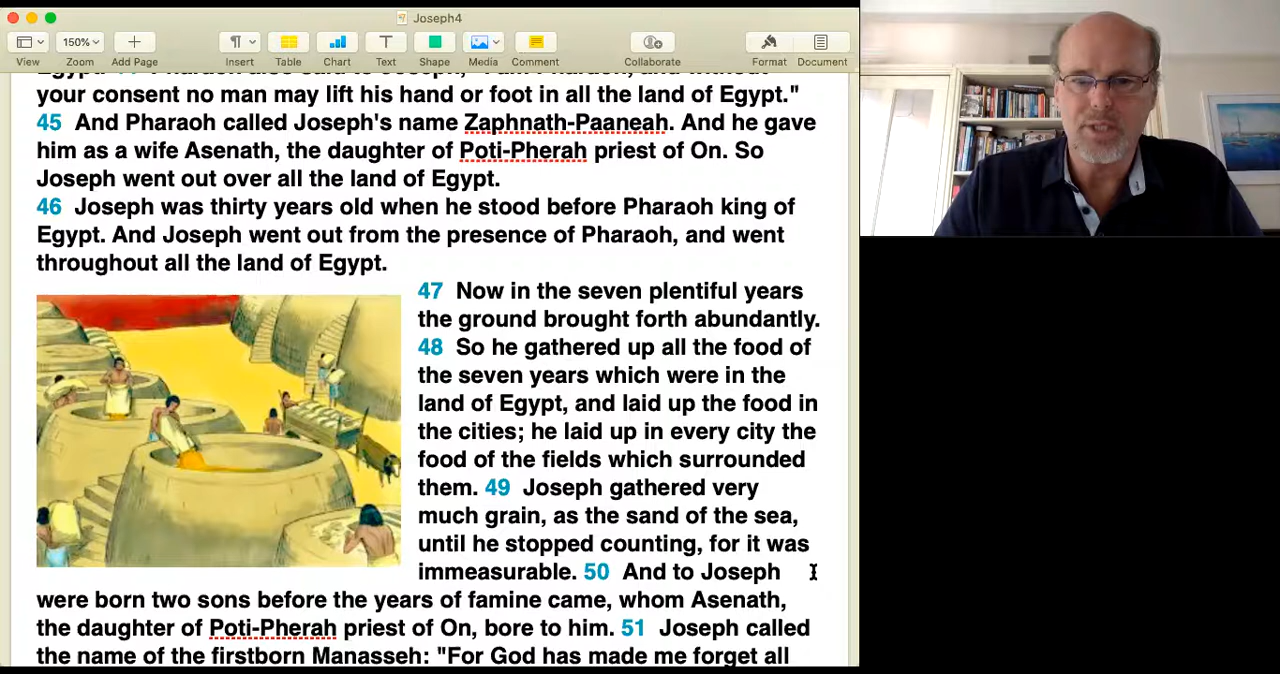 Joseph4
150%
View
Zoom
Add Page
Insert
Table
Chart
Text
Shape
Media
Comment
Collaborate
Format
Document
your consent no man may lift his hand or foot in all the land of Egypt."
45 And Pharaoh called Joseph's name Zaphnath-Paaneah. And he gave
him as a wife Asenath, the daughter of Poti-Pherah priest of On. So
Joseph went out over all the land of Egypt.
46 Joseph was thirty years old when he stood before Pharaoh king of
Egypt. And Joseph went out from the presence of Pharaoh, and went
throughout all the land of Egypt.
47 Now in the seven plentiful years
the ground brought forth abundantly.
48 So he gathered up all the food of
the seven years which were in the
land of Egypt, and laid up the food in
the cities; he laid up in every city the
food of the fields which surrounded
them. 49 Joseph gathered very
much grain, as the sand of the sea,
until he stopped counting, for it was
immeasurable. 50 And to Joseph
were born two sons before the years of famine came, whom Asenath,
the daughter of Poti-Pherah priest of On, bore to him. 51 Joseph called
the name of the firstborn Manasseh: "For God has made me forget all